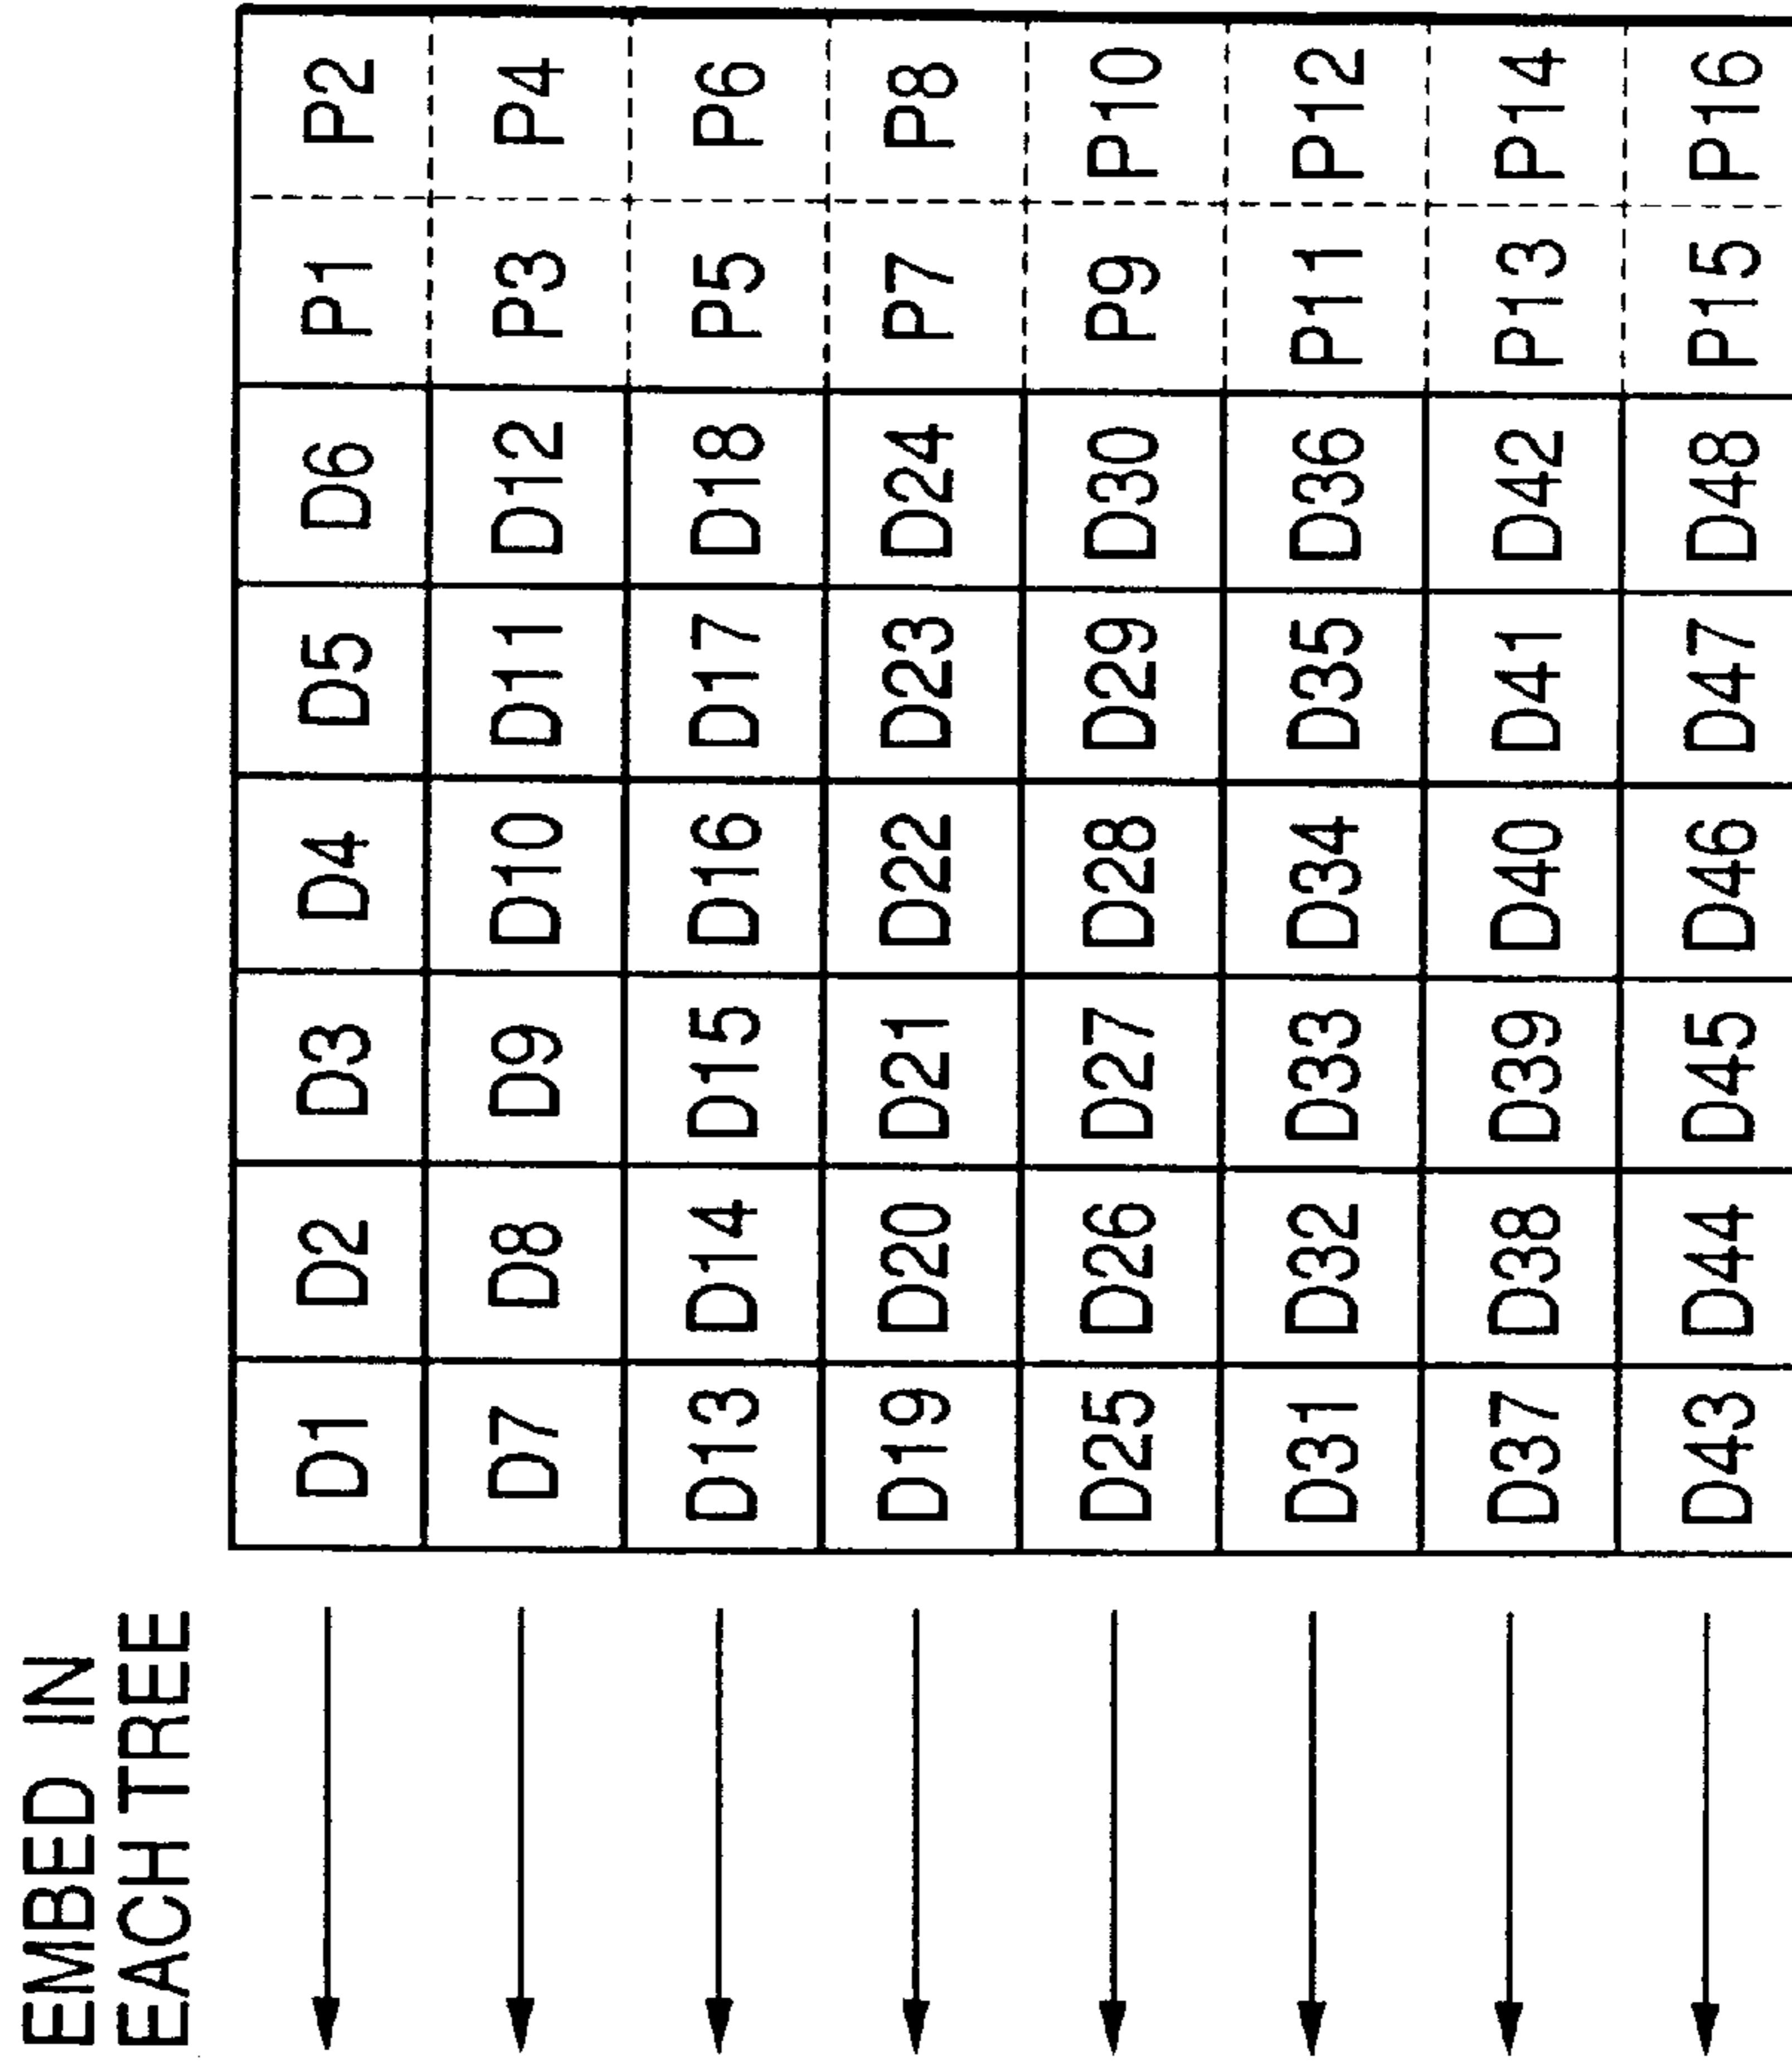 EMBED IN
EACH TREE
D1 D2 D3 D4 D5 D6 P1 P2
D7 D8 D9 D10 D11 D12 P3 P4
D13 D14 D15 D16 D17 D18 P5 P6
D19 D20 D21 D22 D23 D24 P7 P8
D25 D26 D27 D28 D29 D30 P9 P10
D31 D32 D33 D34 D35 D36 P11 P12
D37 D38 D39 D40 D41 D42 P13 P14
D43 D44 D45 D46 D47 D48 P15 P16